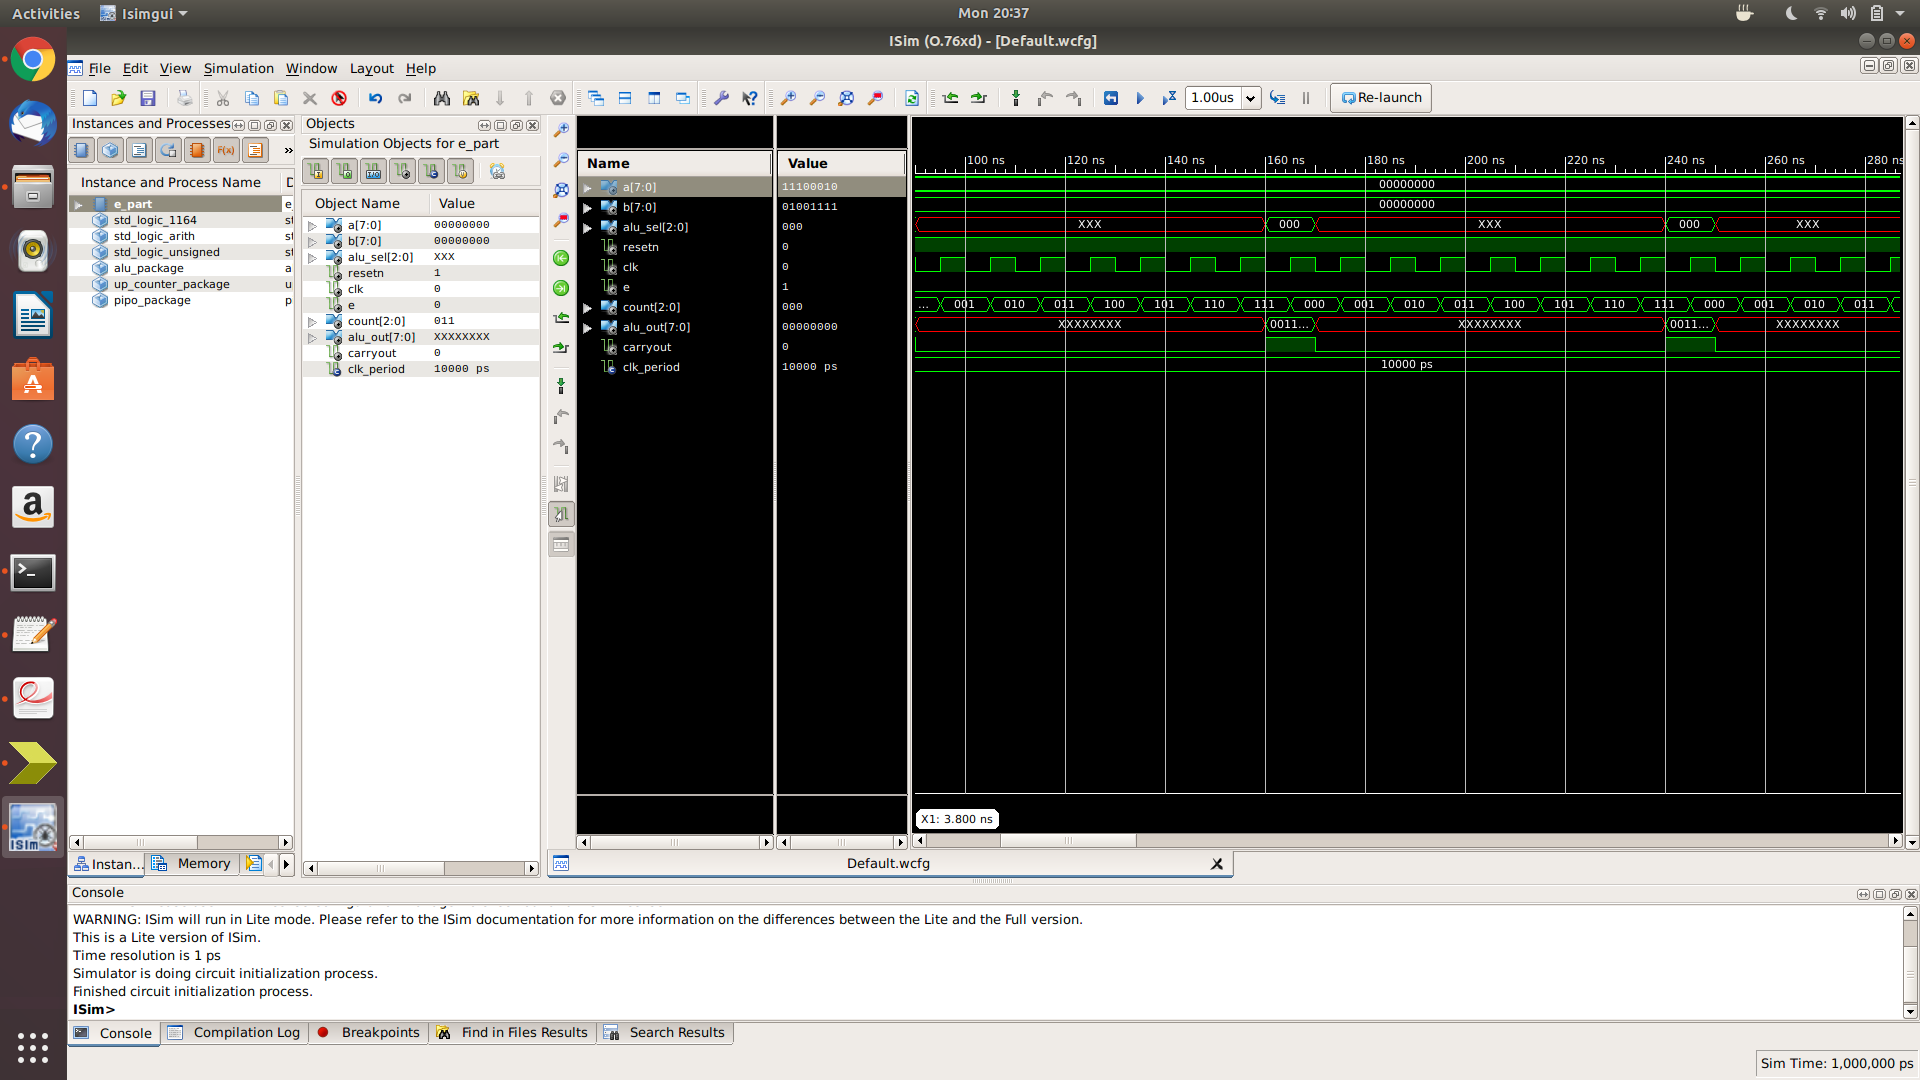 Activities Isimgui Mon 20:37
ISim (O.76xd) - [Default.wcfg]
File Edit View Simulation Window Layout Help
1.00us Re-launch
Instances and Processes
Instance and Process Name D
e_part e_
std_logic_1164 st
std_logic_arith st
std_logic_unsigned st
alu_package a
up_counter_package u
pipo_package p
Instan... Memory
Objects
Simulation Objects for e_part
Object Name Value
a[7:0] 00000000
b[7:0] 00000000
alu_sel[2:0] XXX
resetn 1
clk 0
e 0
count[2:0] 011
alu_out[7:0] XXXXXXXX
carryout 0
clk_period 10000 ps
Name Value
a[7:0] 11100010
b[7:0] 01001111
alu_sel[2:0] 000
resetn 0
clk 0
e 1
count[2:0] 000
alu_out[7:0] 00000000
carryout 0
clk_period 10000 ps
100 ns 120 ns 140 ns 160 ns 180 ns 200 ns 220 ns 240 ns 260 ns 280 ns
00000000
00000000
XXX 000 XXX 000 XXX
... 001 010 011 100 101 110 111 000 001 010 011 100 101 110 111 000 001 010 011
XXXXXXXX 0011... XXXXXXXX 0011... XXXXXXXX
10000 ps
X1: 3.800 ns
Default.wcfg
Console
WARNING: ISim will run in Lite mode. Please refer to the ISim documentation for more information on the differences between the Lite and the Full version.
This is a Lite version of ISim.
Time resolution is 1 ps
Simulator is doing circuit initialization process.
Finished circuit initialization process.
ISim>
Console Compilation Log Breakpoints Find in Files Results Search Results
Sim Time: 1,000,000 ps